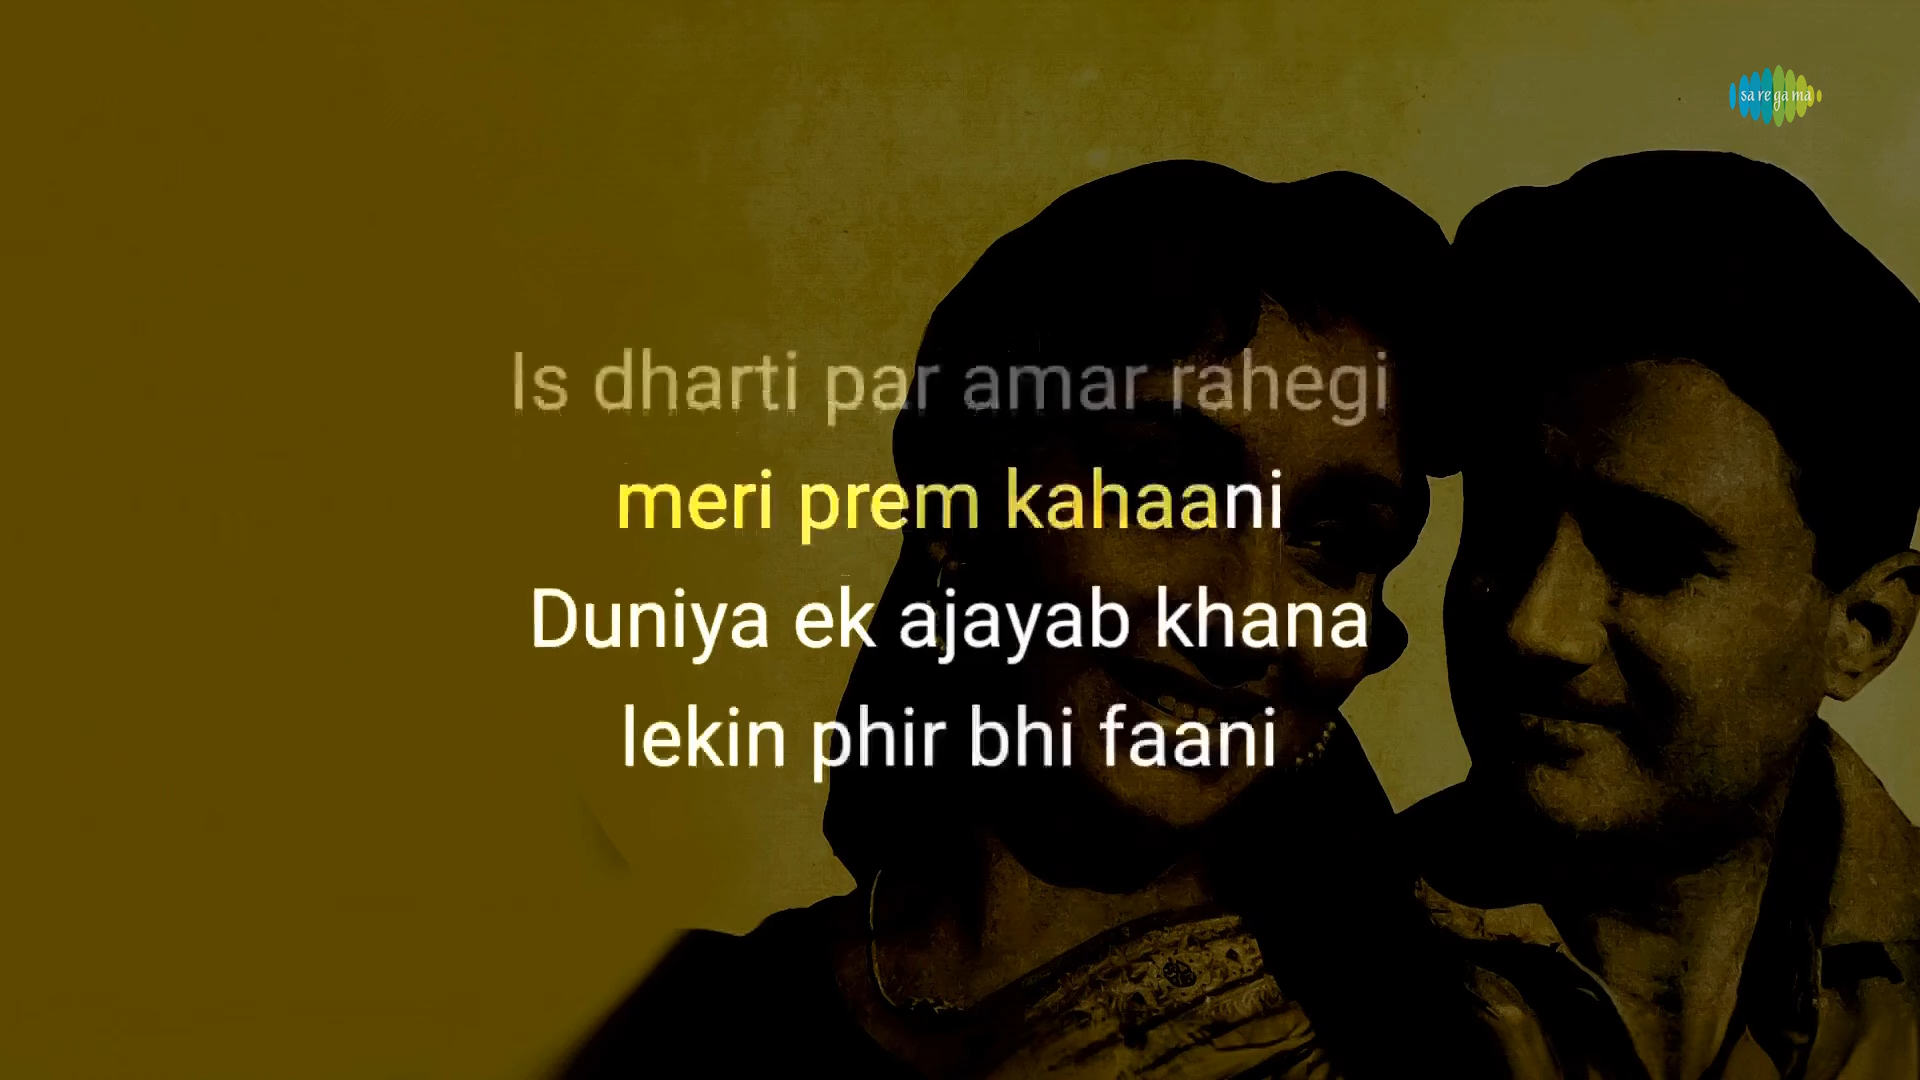 sa re ga ma
Is dharti par amar rahegi
meri prem kahaani
Duniya ek ajayab khana
lekin phir bhi faani